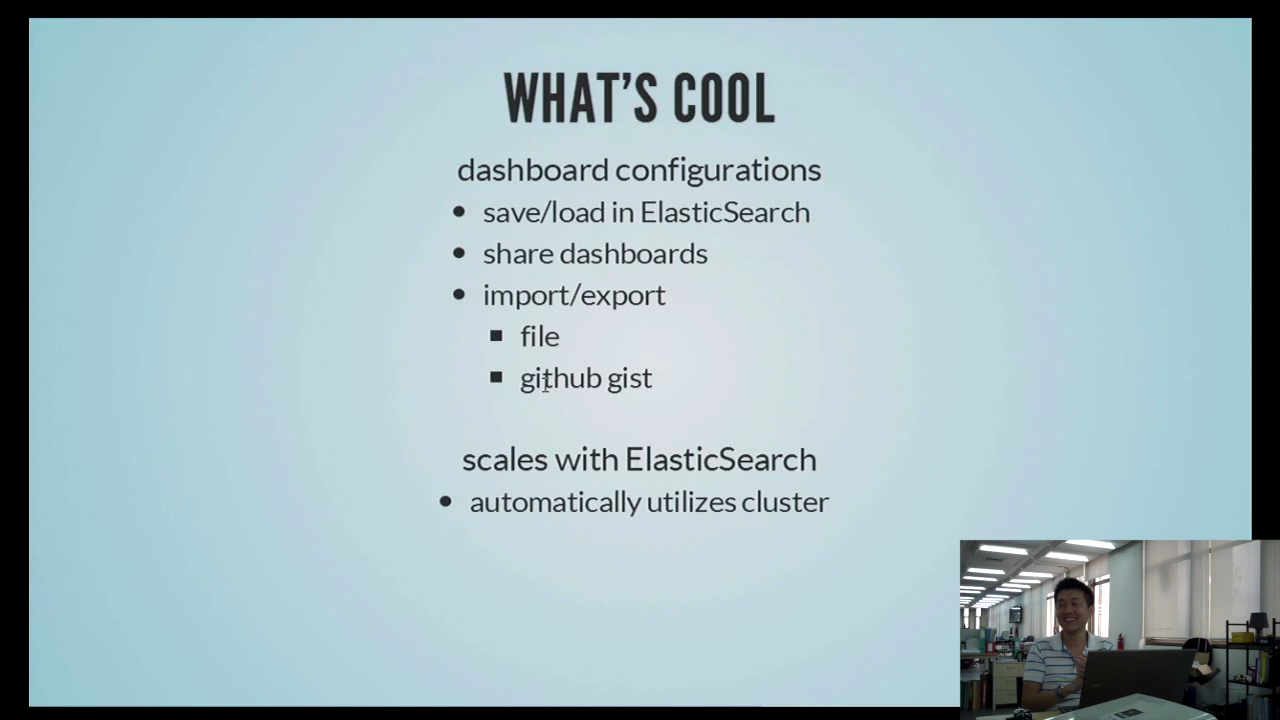 WHAT'S COOL
dashboard configurations
save/load in ElasticSearch
share dashboards
import/export
file
github gist
scales with ElasticSearch
automatically utilizes cluster